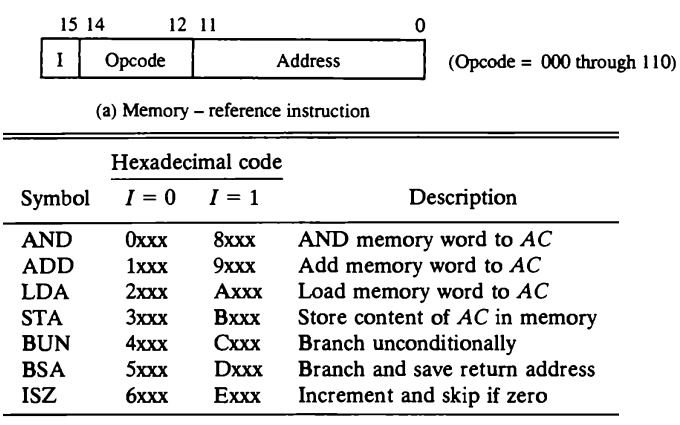 15 14 12 11 0
I Opcode Address (Opcode = 000 through 110)
(a) Memory – reference instruction
Hexadecimal code
Symbol I = 0 I = 1 Description
AND 0xxx 8xxx AND memory word to AC
ADD 1xxx 9xxx Add memory word to AC
LDA 2xxx Axxx Load memory word to AC
STA 3xxx Bxxx Store content of AC in memory
BUN 4xxx Cxxx Branch unconditionally
BSA 5xxx Dxxx Branch and save return address
ISZ 6xxx Exxx Increment and skip if zero